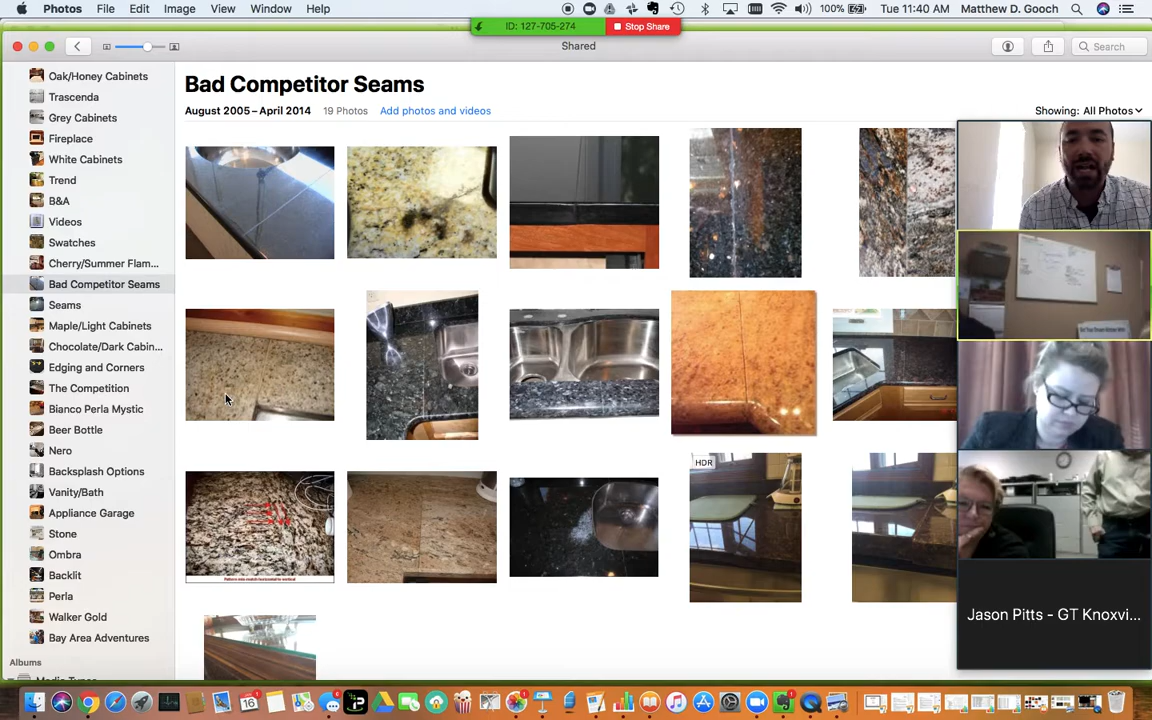 Photos File Edit Image View Window Help 100% Tue 11:40 AM Matthew D. Gooch
ID: 127-705-274 Stop Share
Shared
Search
Oak/Honey Cabinets
Trascenda
Grey Cabinets
Fireplace
White Cabinets
Trend
B&A
Videos
Swatches
Cherry/Summer Flam...
Bad Competitor Seams
Seams
Maple/Light Cabinets
Chocolate/Dark Cabin...
Edging and Corners
The Competition
Bianco Perla Mystic
Beer Bottle
Nero
Backsplash Options
Vanity/Bath
Appliance Garage
Stone
Ombra
Backlit
Perla
Walker Gold
Bay Area Adventures
Albums
Bad Competitor Seams
August 2005 – April 2014 19 Photos Add photos and videos
Showing: All Photos
HDR
Jason Pitts - GT Knoxvi...
16